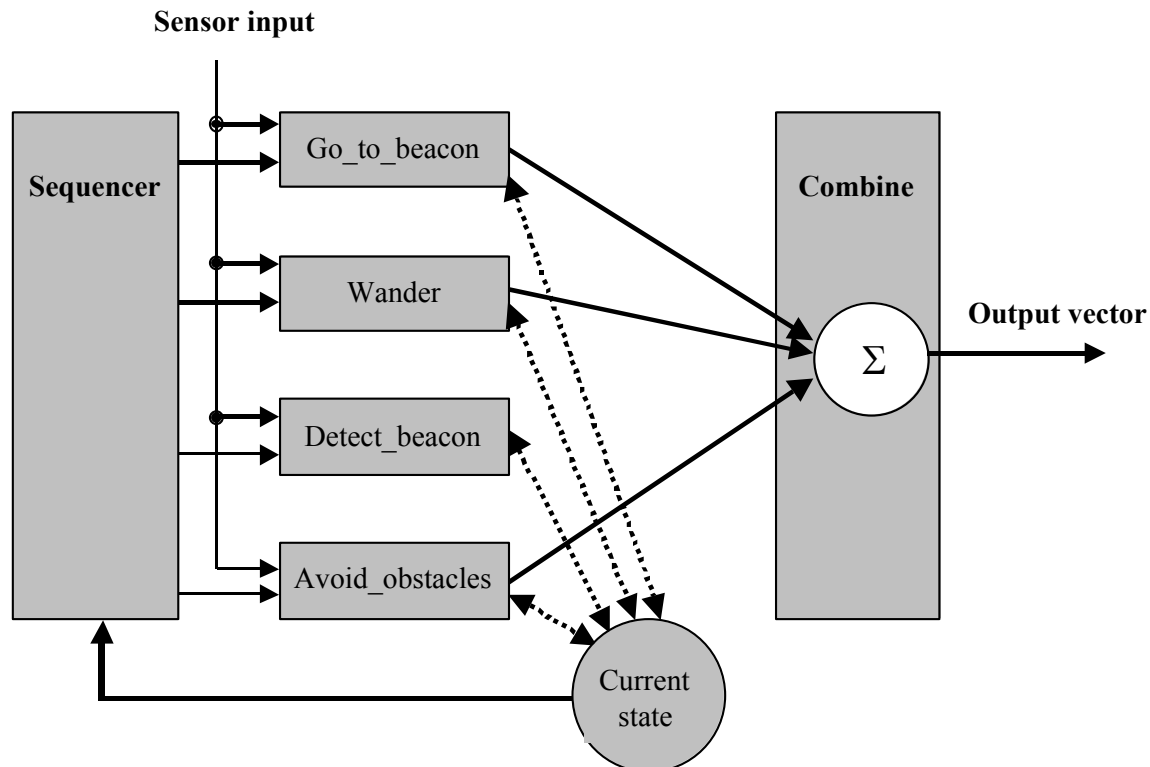 Sensor input
Sequencer
Go_to_beacon
Wander
Detect_beacon
Avoid_obstacles
Combine
Σ
Output vector
Current
state